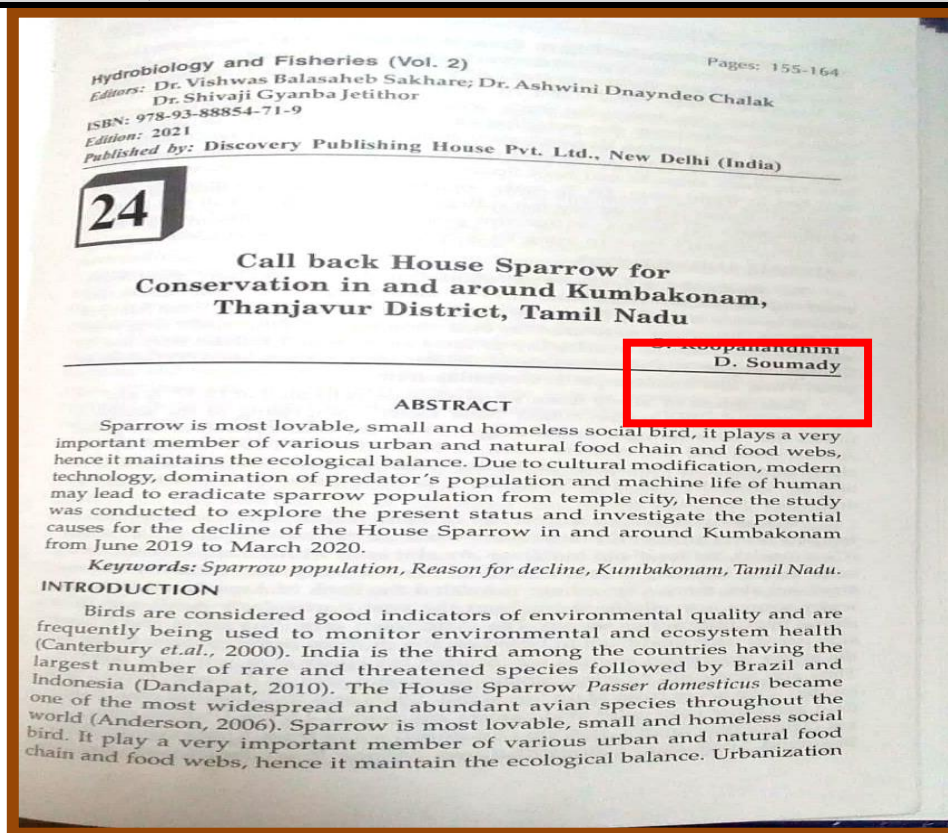 Hydrobiology and Fisheries (Vol. 2) Pages: 155-164
Editors: Dr. Vishwas Balasaheb Sakhare; Dr. Ashwini Dnayndeo Chalak
Dr. Shivaji Gyanba Jetithor
ISBN: 978-93-88854-71-9
Edition: 2021
Published by: Discovery Publishing House Pvt. Ltd., New Delhi (India)
24
Call back House Sparrow for
Conservation in and around Kumbakonam,
Thanjavur District, Tamil Nadu
D. Soumady
ABSTRACT
Sparrow is most lovable, small and homeless social bird, it plays a very
important member of various urban and natural food chain and food webs,
hence it maintains the ecological balance. Due to cultural modification, modern
technology, domination of predator's population and machine life of human
may lead to eradicate sparrow population from temple city, hence the study
was conducted to explore the present status and investigate the potential
causes for the decline of the House Sparrow in and around Kumbakonam
from June 2019 to March 2020.
Keywords: Sparrow population, Reason for decline, Kumbakonam, Tamil Nadu.
INTRODUCTION
Birds are considered good indicators of environmental quality and are
frequently being used to monitor environmental and ecosystem health
(Canterbury et.al., 2000). India is the third among the countries having the
largest number of rare and threatened species followed by Brazil and
Indonesia (Dandapat, 2010). The House Sparrow Passer domesticus became
one of the most widespread and abundant avian species throughout the
world (Anderson, 2006). Sparrow is most lovable, small and homeless social
bird. It play a very important member of various urban and natural food
chain and food webs, hence it maintain the ecological balance. Urbanization